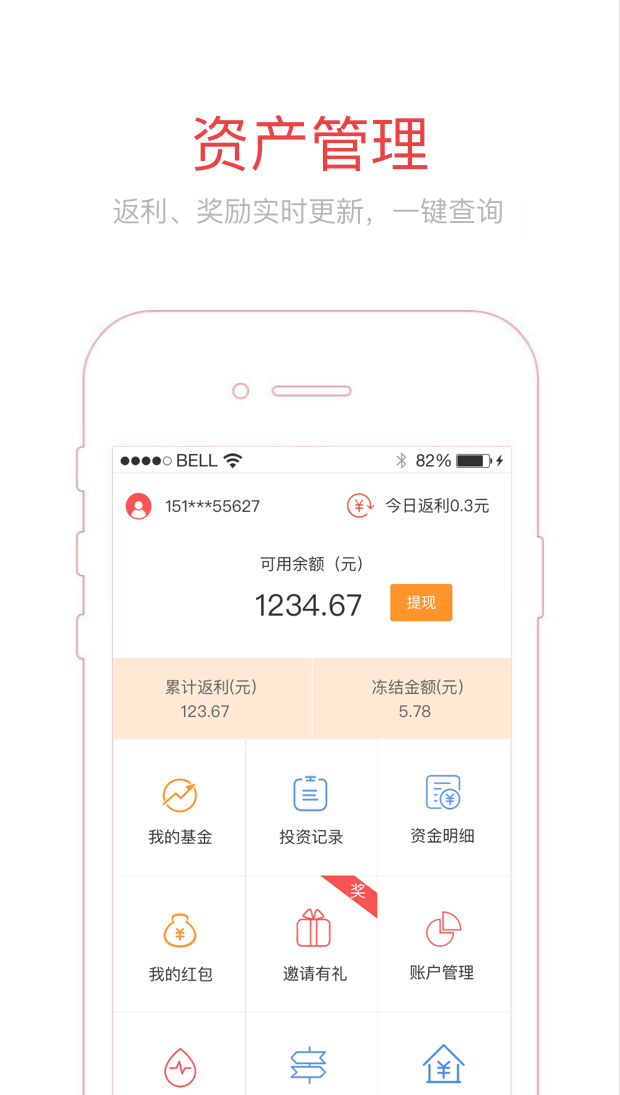 资产管理
返利、奖励实时更新，一键查询
BELL 82%
151***55627 今日返利0.3元
可用余额（元）
1234.67 提现
累计返利(元) 冻结金额(元)
123.67 5.78
我的基金 投资记录 资金明细
奖
我的红包 邀请有礼 账户管理